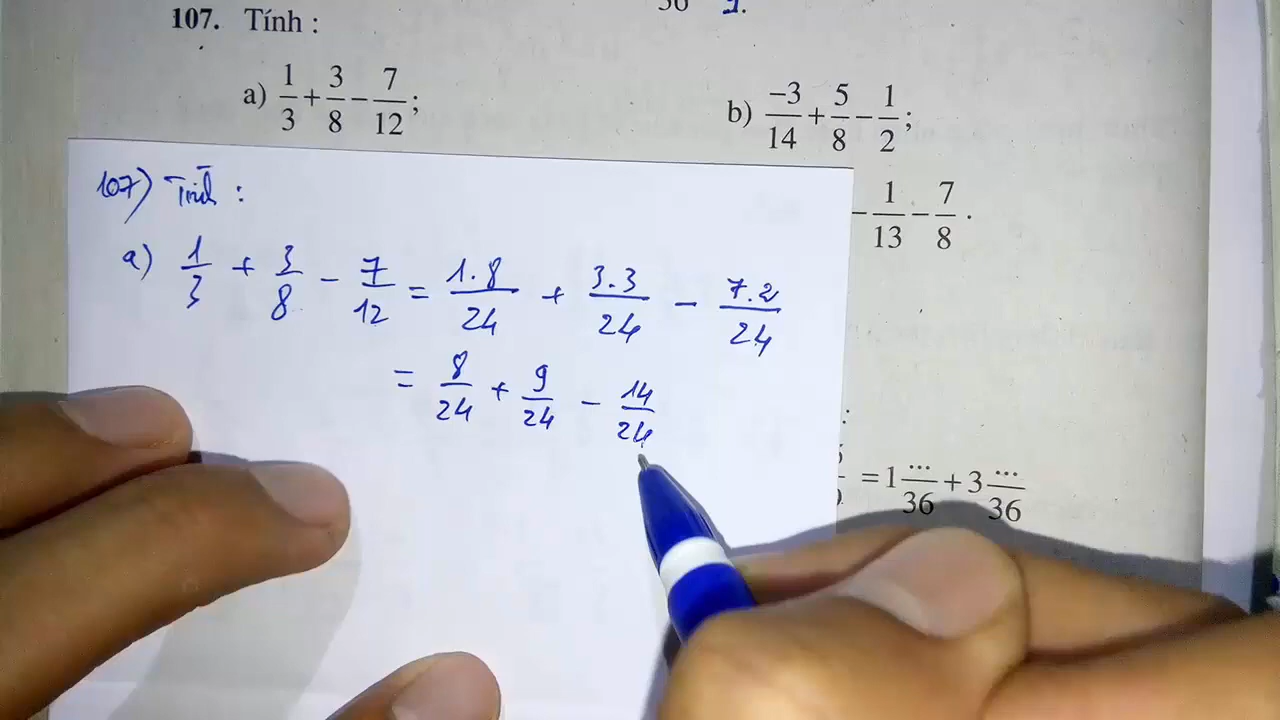 36
107. Tính :
a) 1/3 + 3/8 − 7/12 ;
b) −3/14 + 5/8 − 1/2 ;
− 1/13 − 7/8 .
107) Tính :
a) 1/3 + 3/8 − 7/12 = 1.8/24 + 3.3/24 − 7.2/24
= 8/24 + 9/24 − 14/24
:
= 1 .../36 + 3 .../36